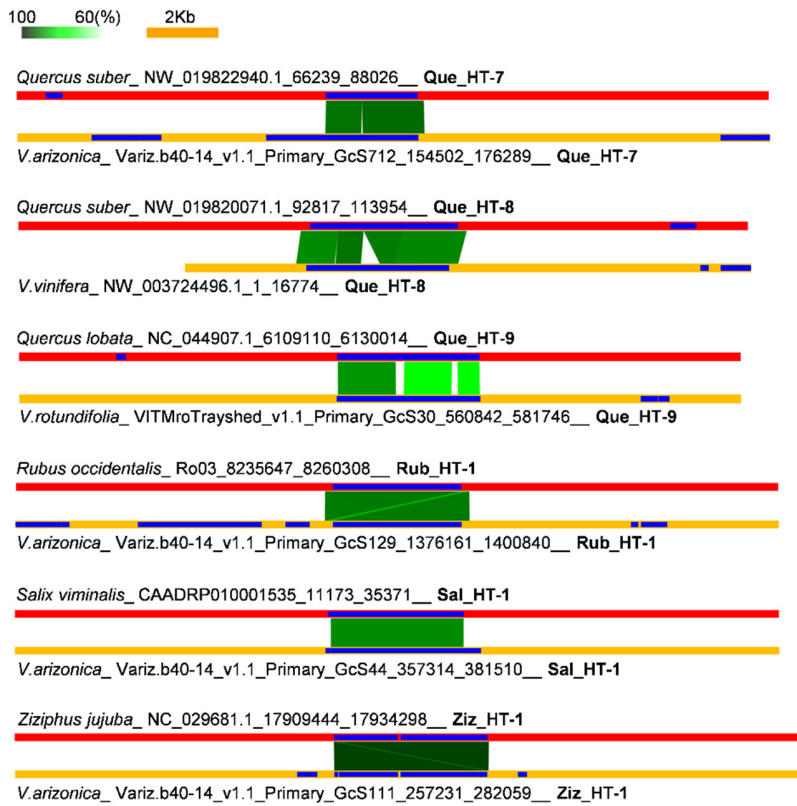 100 60(%) 2Kb
Quercus suber_ NW_019822940.1_66239_88026__ Que_HT-7
V.arizonica_ Variz.b40-14_v1.1_Primary_GcS712_154502_176289__ Que_HT-7
Quercus suber_ NW_019820071.1_92817_113954__ Que_HT-8
V.vinifera_ NW_003724496.1_1_16774__ Que_HT-8
Quercus lobata_ NC_044907.1_6109110_6130014__ Que_HT-9
V.rotundifolia_ VITMroTrayshed_v1.1_Primary_GcS30_560842_581746__ Que_HT-9
Rubus occidentalis_ Ro03_8235647_8260308__ Rub_HT-1
V.arizonica_ Variz.b40-14_v1.1_Primary_GcS129_1376161_1400840__ Rub_HT-1
Salix viminalis_ CAADRP010001535_11173_35371__ Sal_HT-1
V.arizonica_ Variz.b40-14_v1.1_Primary_GcS44_357314_381510__ Sal_HT-1
Ziziphus jujuba_ NC_029681.1_17909444_17934298__ Ziz_HT-1
V.arizonica_ Variz.b40-14_v1.1_Primary_GcS111_257231_282059__ Ziz_HT-1